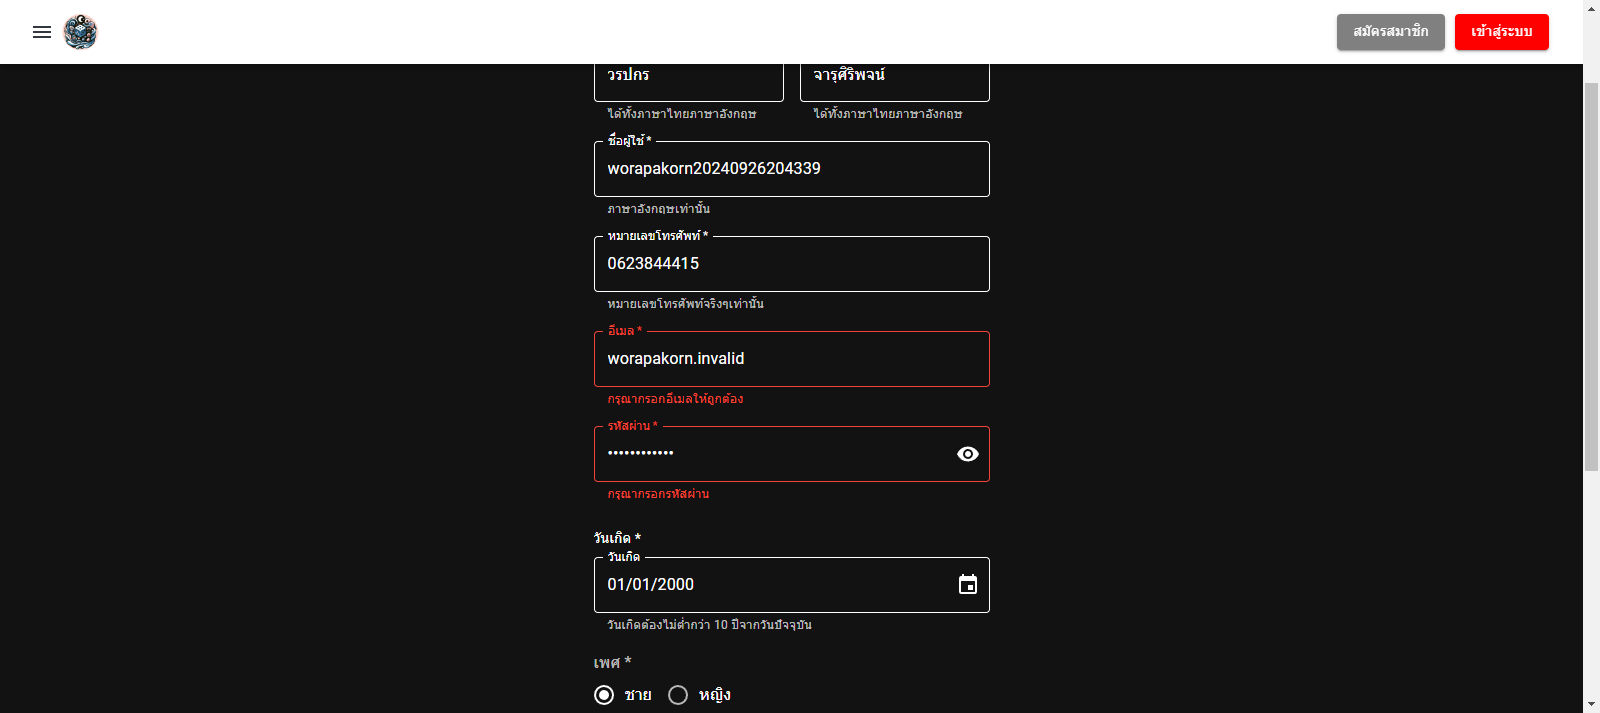 สมัครสมาชิก เข้าสู่ระบบ
วรปกร จารุศิริพจน์
ได้ทั้งภาษาไทยภาษาอังกฤษ ได้ทั้งภาษาไทยภาษาอังกฤษ
ชื่อผู้ใช้ *
worapakorn20240926204339
ภาษาอังกฤษเท่านั้น
หมายเลขโทรศัพท์ *
0623844415
หมายเลขโทรศัพท์จริงๆเท่านั้น
อีเมล *
worapakorn.invalid
กรุณากรอกอีเมลให้ถูกต้อง
รหัสผ่าน *
••••••••••••
กรุณากรอกรหัสผ่าน
วันเกิด *
วันเกิด
01/01/2000
วันเกิดต้องไม่ต่ำกว่า 10 ปีจากวันปัจจุบัน
เพศ *
ชาย หญิง